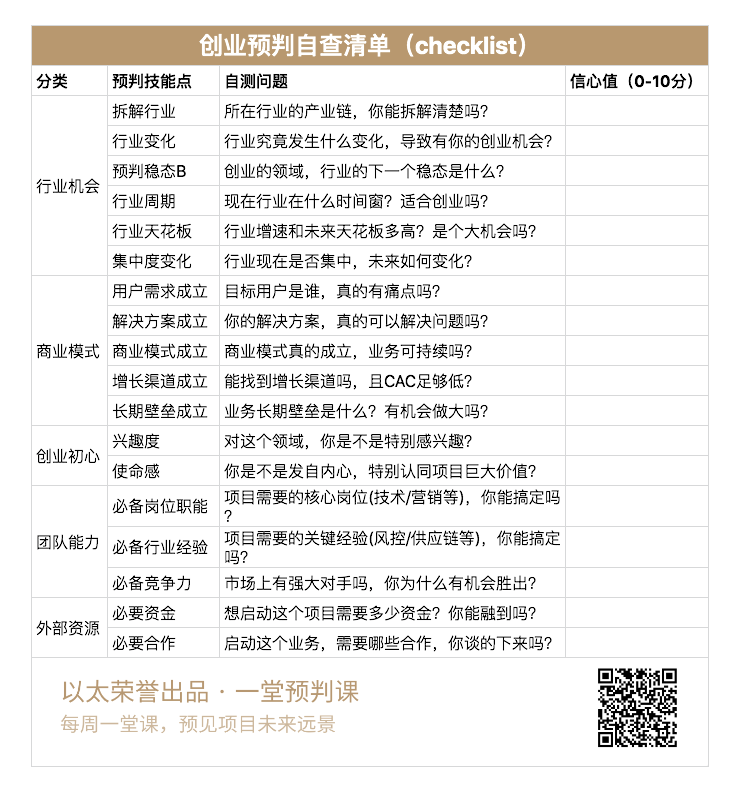 创业预判自查清单（checklist）
分类 预判技能点 自测问题 信心值（0-10分）
行业机会
拆解行业 所在行业的产业链，你能拆解清楚吗？
行业变化 行业究竟发生什么变化，导致有你的创业机会？
预判稳态B 创业的领域，行业的下一个稳态是什么？
行业周期 现在行业在什么时间窗？适合创业吗？
行业天花板 行业增速和未来天花板多高？是个大机会吗？
集中度变化 行业现在是否集中，未来如何变化？
商业模式
用户需求成立 目标用户是谁，真的有痛点吗？
解决方案成立 你的解决方案，真的可以解决问题吗？
商业模式成立 商业模式真的成立，业务可持续吗？
增长渠道成立 能找到增长渠道吗，且CAC足够低？
长期壁垒成立 业务长期壁垒是什么？有机会做大吗？
创业初心
兴趣度 对这个领域，你是不是特别感兴趣？
使命感 你是不是发自内心，特别认同项目巨大价值？
团队能力
必备岗位职能 项目需要的核心岗位(技术/营销等)，你能搞定吗
？
必备行业经验 项目需要的关键经验(风控/供应链等)，你能搞定
吗？
必备竞争力 市场上有强大对手吗，你为什么有机会胜出？
外部资源
必要资金 想启动这个项目需要多少资金？你能融到吗？
必要合作 启动这个业务，需要哪些合作，你谈的下来吗？
以太荣誉出品 · 一堂预判课
每周一堂课，预见项目未来远景